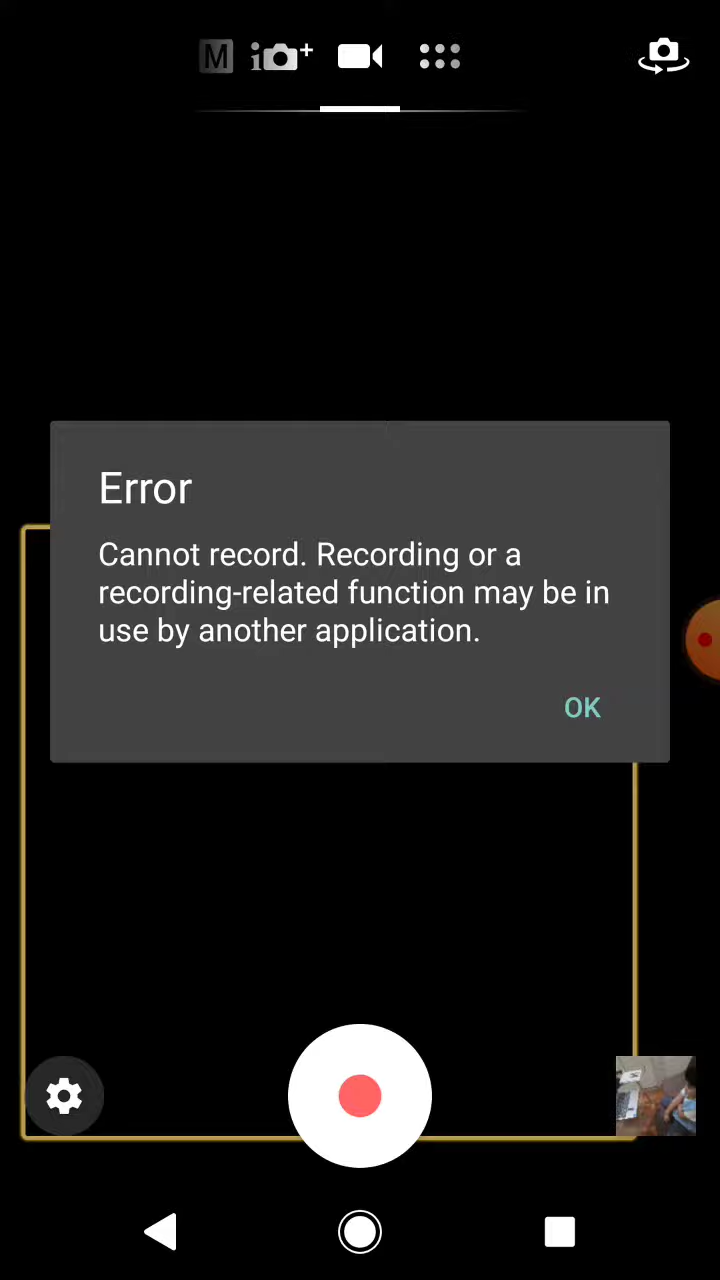 M i +
Error
Cannot record. Recording or a
recording-related function may be in
use by another application.
OK